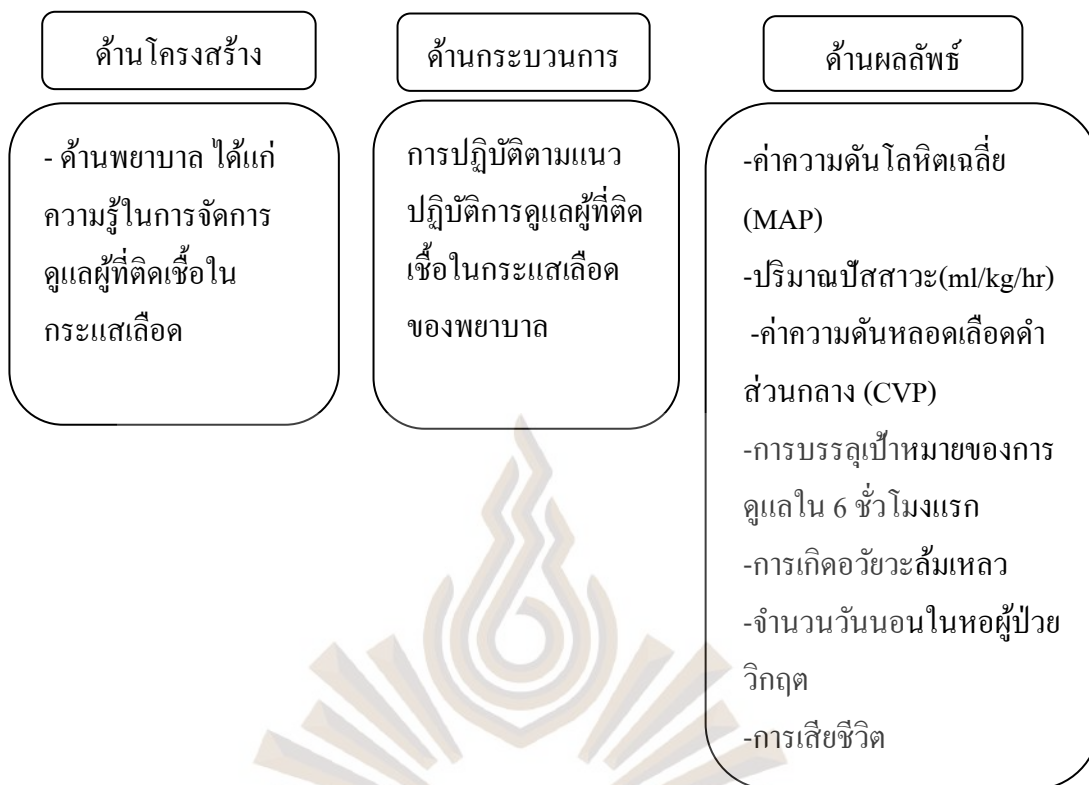 ด้านโครงสร้าง
- ด้านพยาบาล ได้แก่
ความรู้ในการจัดการ
ดูแลผู้ที่ติดเชื้อใน
กระแสเลือด
ด้านกระบวนการ
การปฏิบัติตามแนว
ปฏิบัติการดูแลผู้ที่ติด
เชื้อในกระแสเลือด
ของพยาบาล
ด้านผลลัพธ์
-ค่าความดันโลหิตเฉลี่ย
(MAP)
-ปริมาณปัสสาวะ(ml/kg/hr)
-ค่าความดันหลอดเลือดดำ
ส่วนกลาง (CVP)
-การบรรลุเป้าหมายของการ
ดูแลใน 6 ชั่วโมงแรก
-การเกิดอวัยวะล้มเหลว
-จำนวนวันนอนในหอผู้ป่วย
วิกฤต
-การเสียชีวิต